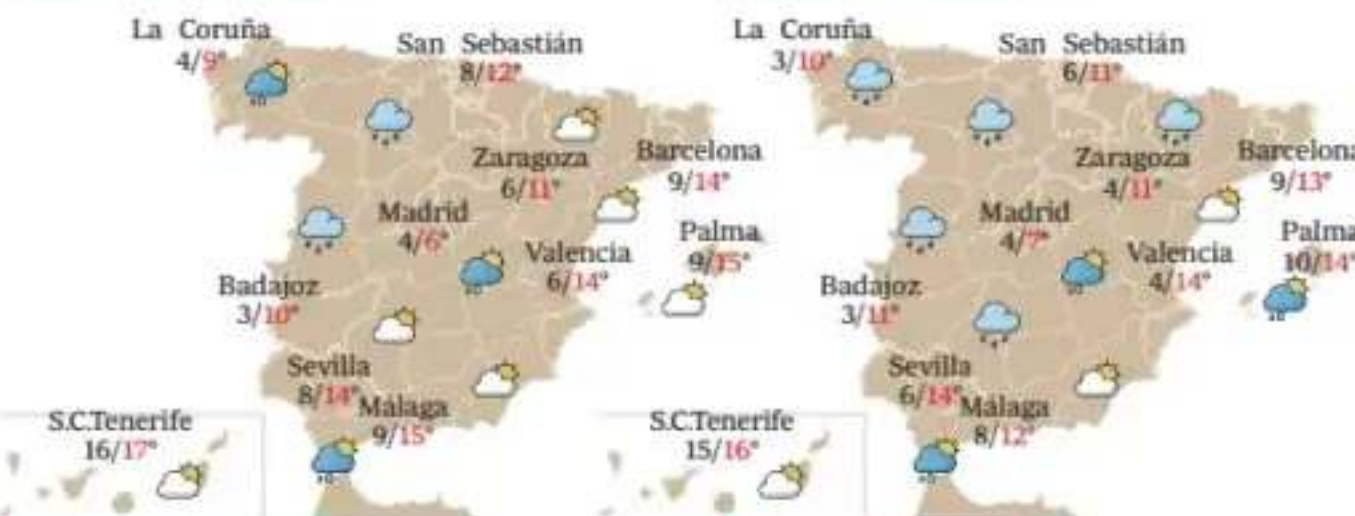 La Coruña
4/9°
San Sebastián
8/12°
Zaragoza
6/11°
Barcelona
9/14°
Madrid
4/6°
Valencia
6/14°
Palma
9/15°
Badajoz
3/10°
Sevilla
8/14°
Málaga
9/15°
S.C.Tenerife
16/17°
La Coruña
3/10°
San Sebastián
6/11°
Zaragoza
4/11°
Barcelona
9/13°
Madrid
4/7°
Valencia
4/14°
Palma
10/14°
Badajoz
3/11°
Sevilla
6/14°
Málaga
8/12°
S.C.Tenerife
15/16°